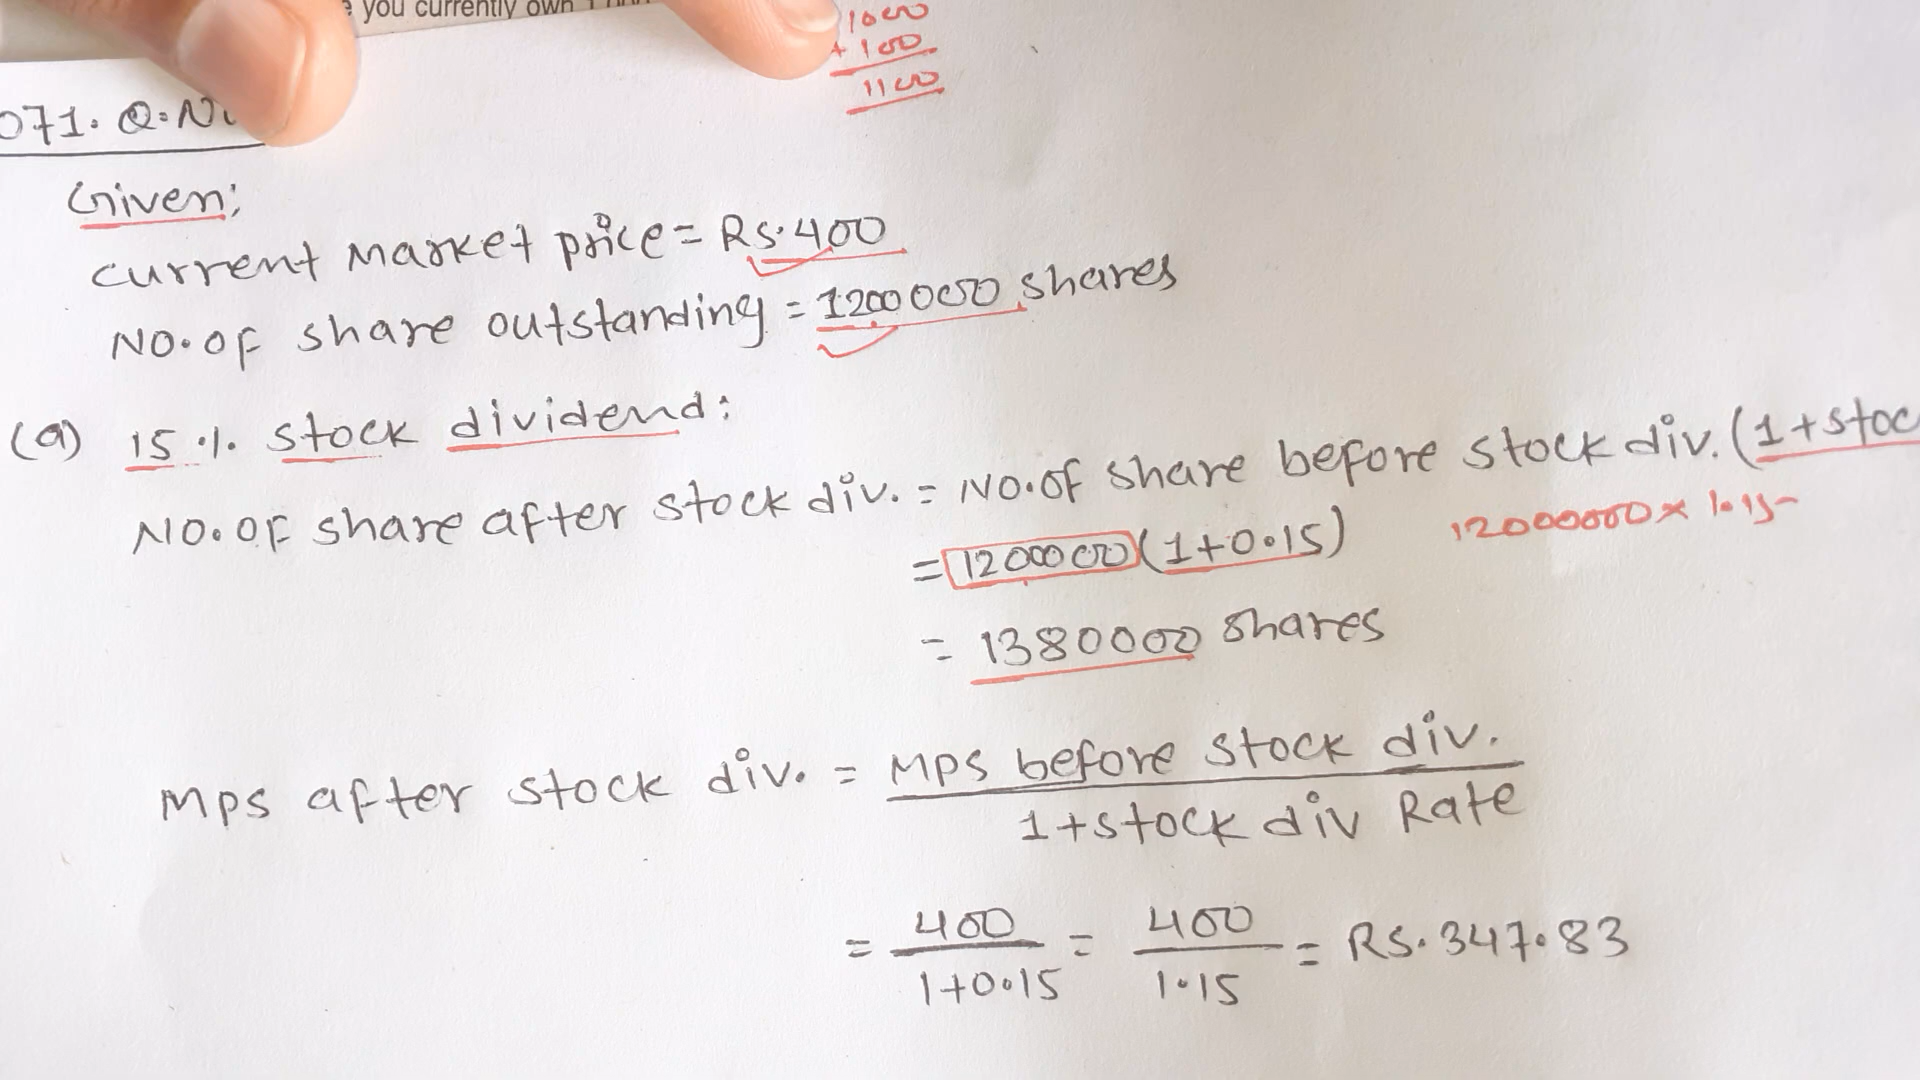 you currently own
1000
+ 100
1100
071. Q.No
Given:
Current Market price = Rs.400
NO.OF share outstanding = 1200000 shares
(a) 15 %. stock dividend:
NO.OF share after stock div. = NO.OF share before stock div. (1+stoc
= 1200000 (1+0.15)
12000000 x 1.15
= 1380000 shares
MPS after stock div. = MPS before stock div.
1+stock div Rate
= 400 = 400 = RS.347.83
1+0.15 1.15